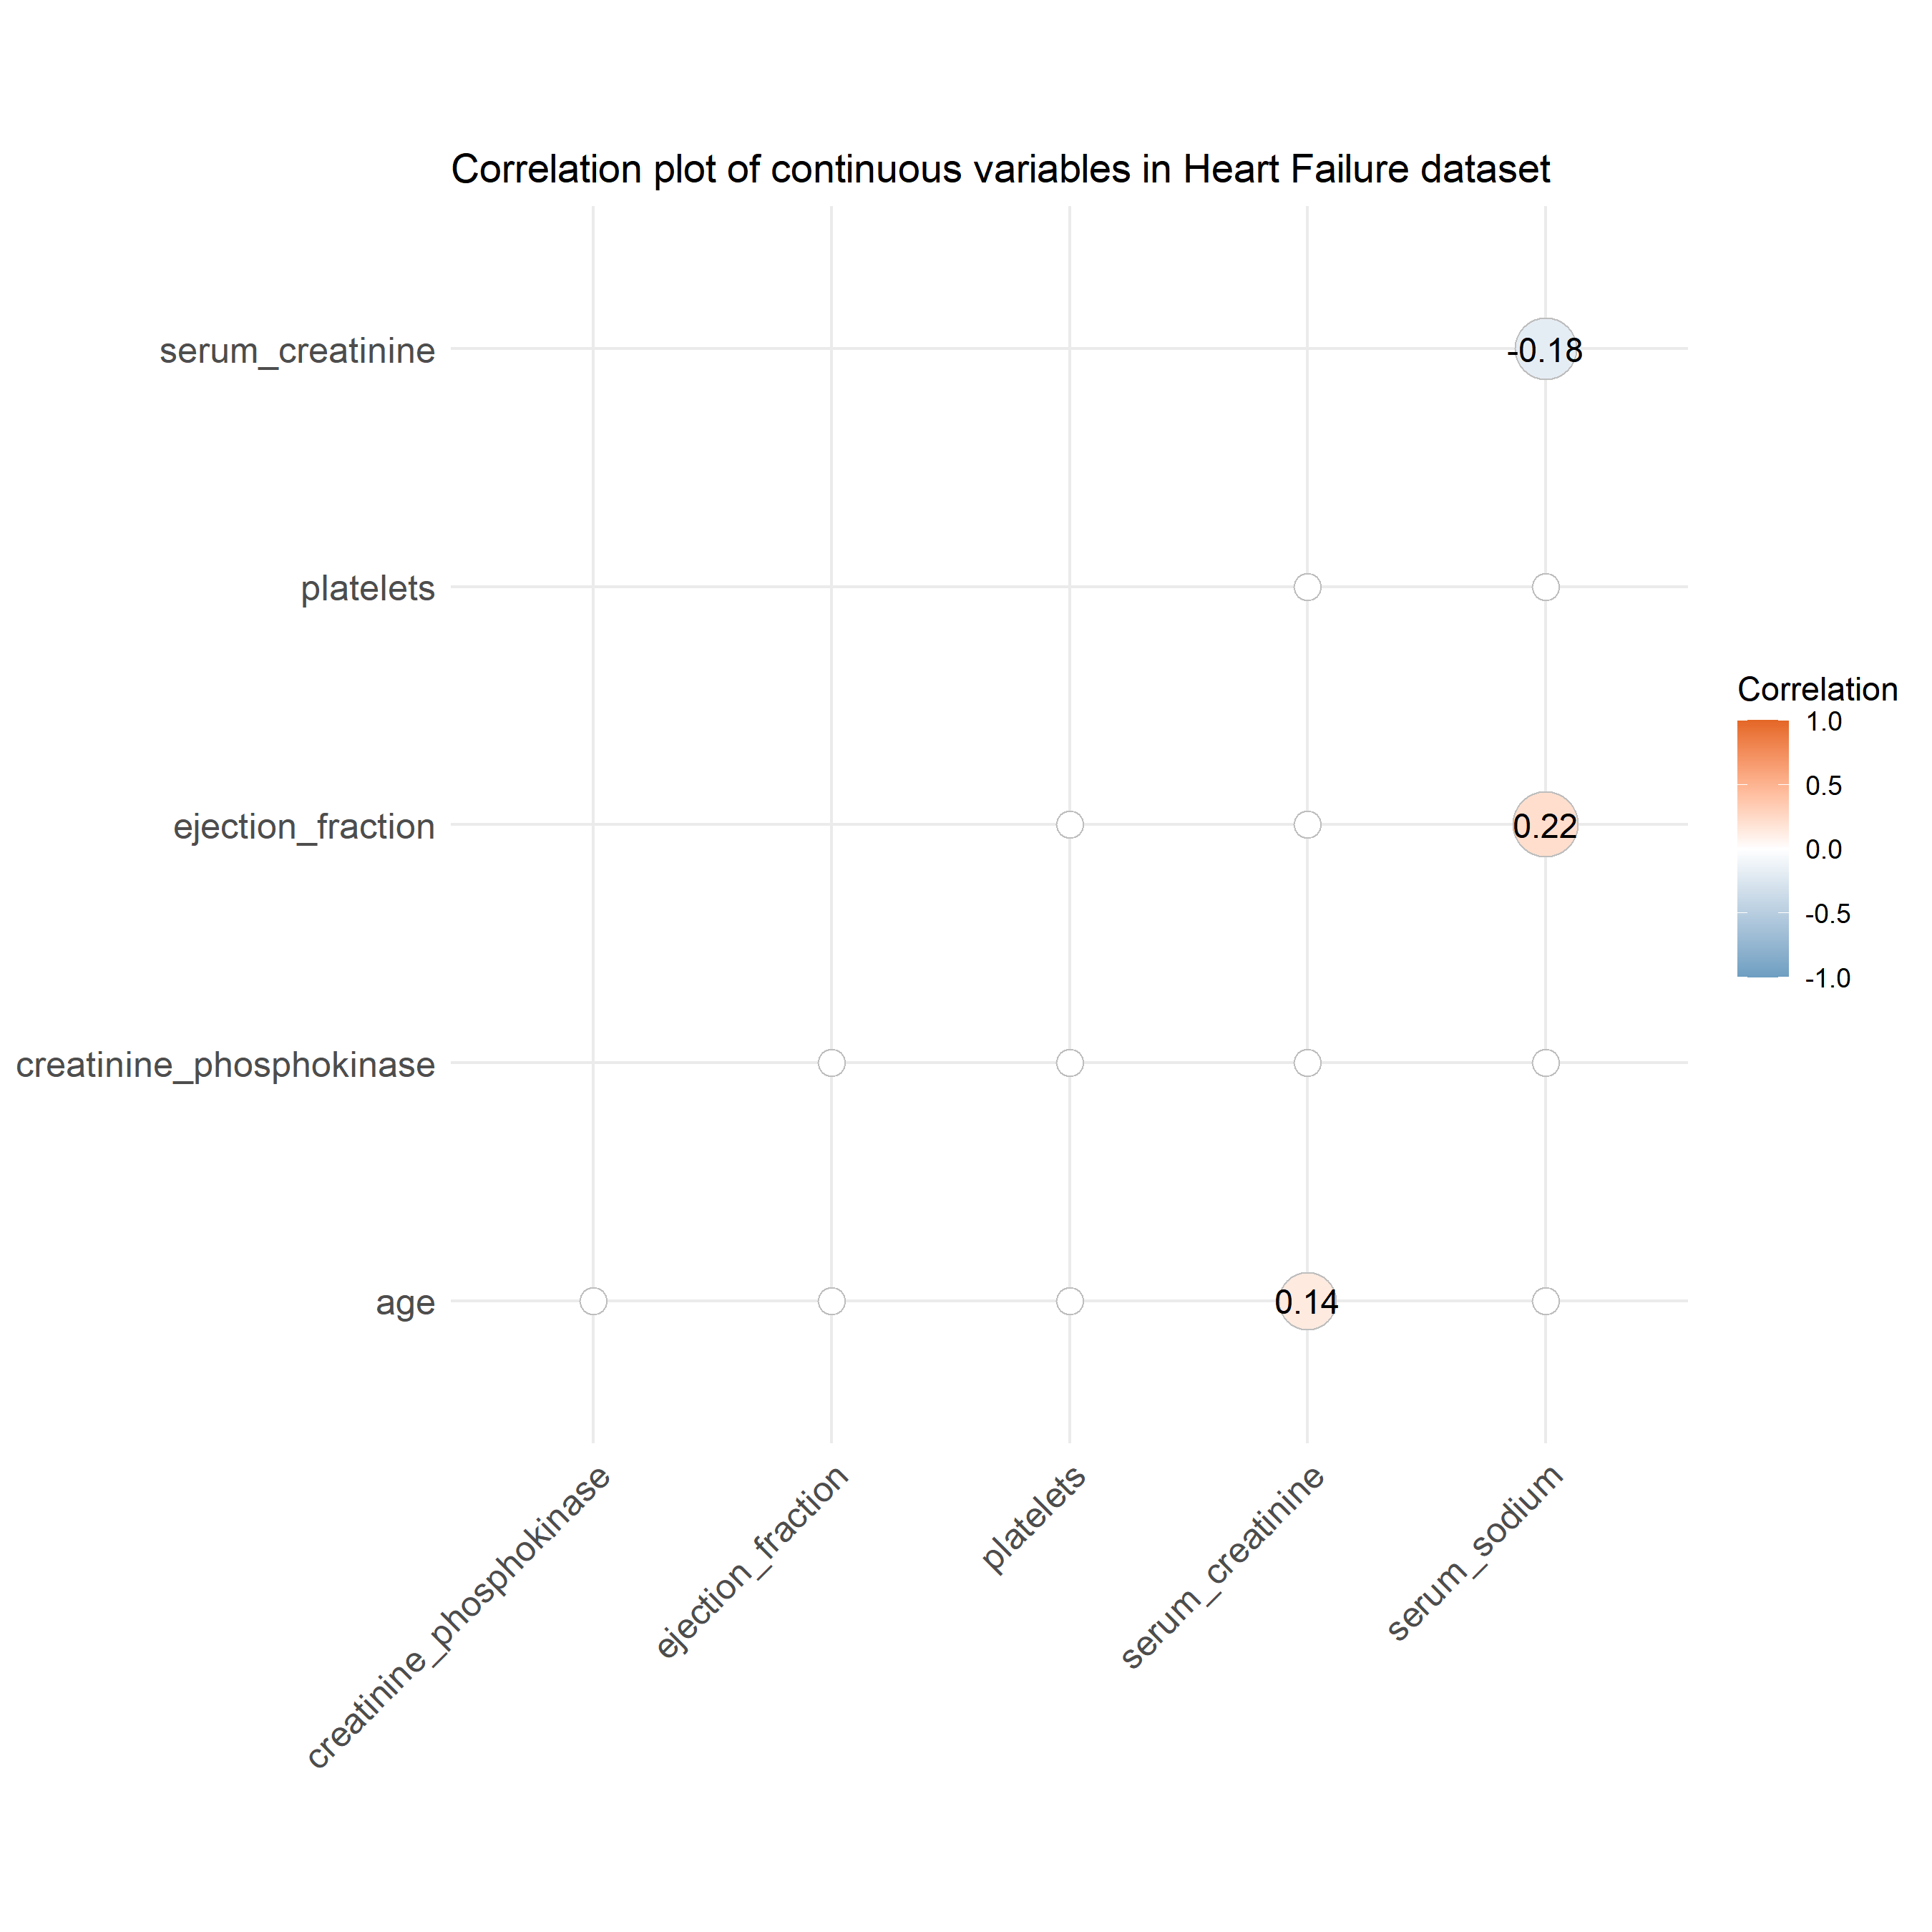 Correlation plot of continuous variables in Heart Failure dataset
serum_creatinine
-0.18
platelets
Correlation
1.0
0.5
ejection_fraction
0.22
0.0
-0.5
-1.0
creatinine_phosphokinase
age
0.14
creatinine_phosphokinase
ejection_fraction
platelets
serum_creatinine
serum_sodium